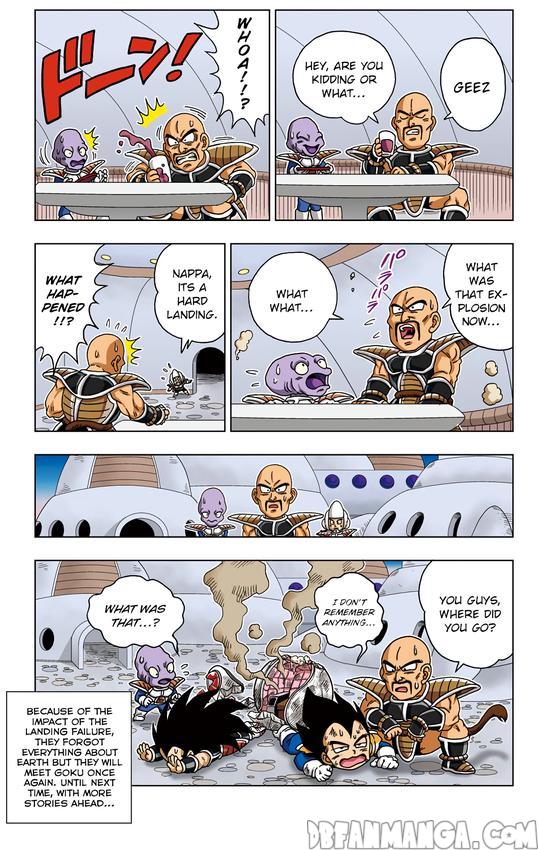 GEEZ
HEY, ARE YOU
KIDDING OR
WHAT...
WHOA!!?
ドーン!
WHAT
WAS
THAT EX-
PLOSION
NOW...
パラパラ
WHAT
WHAT...
NAPPA,
ITS A
HARD
LANDING.
WHAT
HAP-
PENED
!!?
YOU GUYS,
WHERE DID
YOU GO?
I DON'T
REMEMBER
ANYTHING...
WHAT WAS
THAT...?
BECAUSE OF THE
IMPACT OF THE
LANDING FAILURE,
THEY FORGOT
EVERYTHING ABOUT
EARTH BUT THEY WILL
MEET GOKU ONCE
AGAIN. UNTIL NEXT
TIME, WITH MORE
STORIES AHEAD...
DBFANMANGA.COM